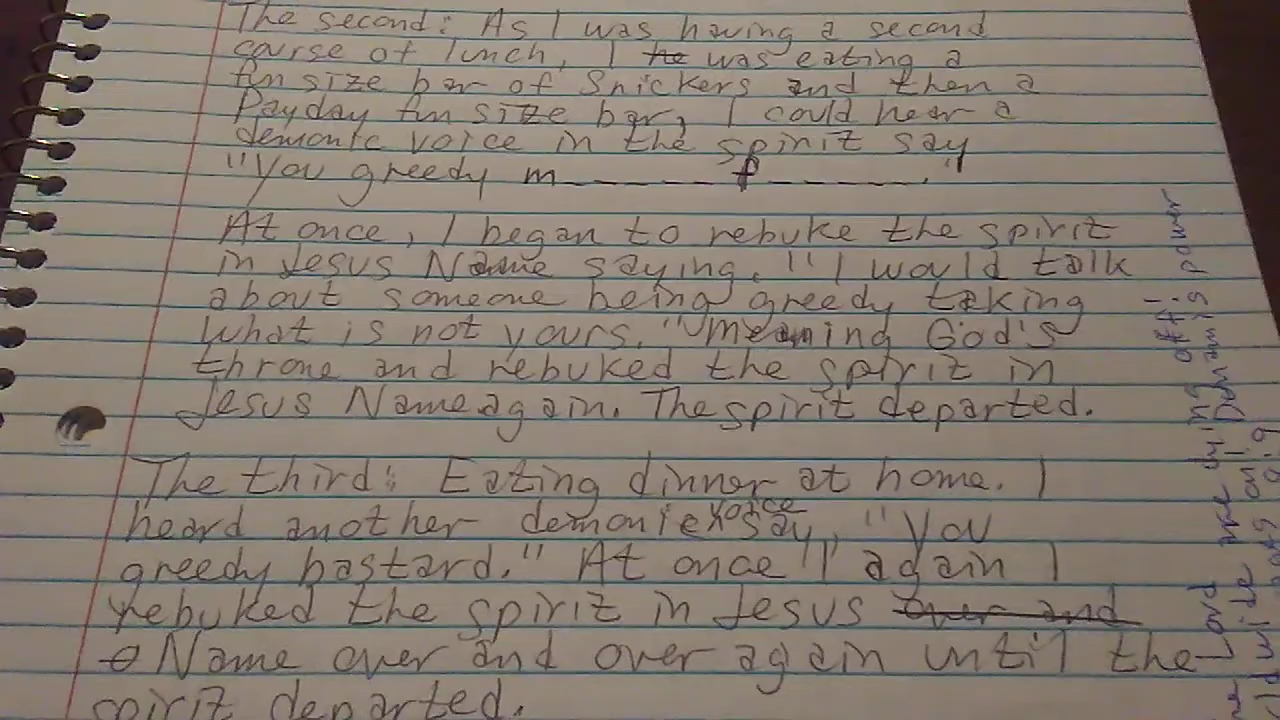 The second: As I was having a second
course of lunch, I he was eating a
fun size bar of Snickers and then a
Payday fun size bar, I could hear a
demonic voice in the spirit say
"You greedy m_ _ _ _ _ f_ _ _ _ _ ."
At once, I began to rebuke the spirit
in Jesus Name saying, "I would talk
about someone being greedy taking
what is not yours," meaning God's
throne and rebuked the spirit in
Jesus Name again. The spirit departed.
The third: Eating dinner at home. I
heard another demonic voice say, "You
greedy bastard." At once "I again I
rebuked the spirit in Jesus over and
Name over and over again until the
spirit departed.